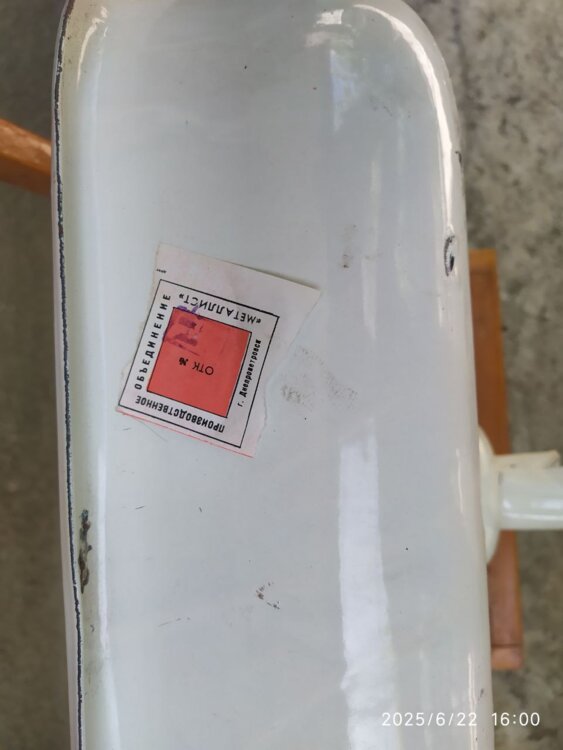 ПРОИЗВОДСТВЕННОЕ
ОБЪЕДИНЕНИЕ
«МЕТАЛЛИСТ»
г. Днепропетровск
ОТК №
2025/6/22 16:00